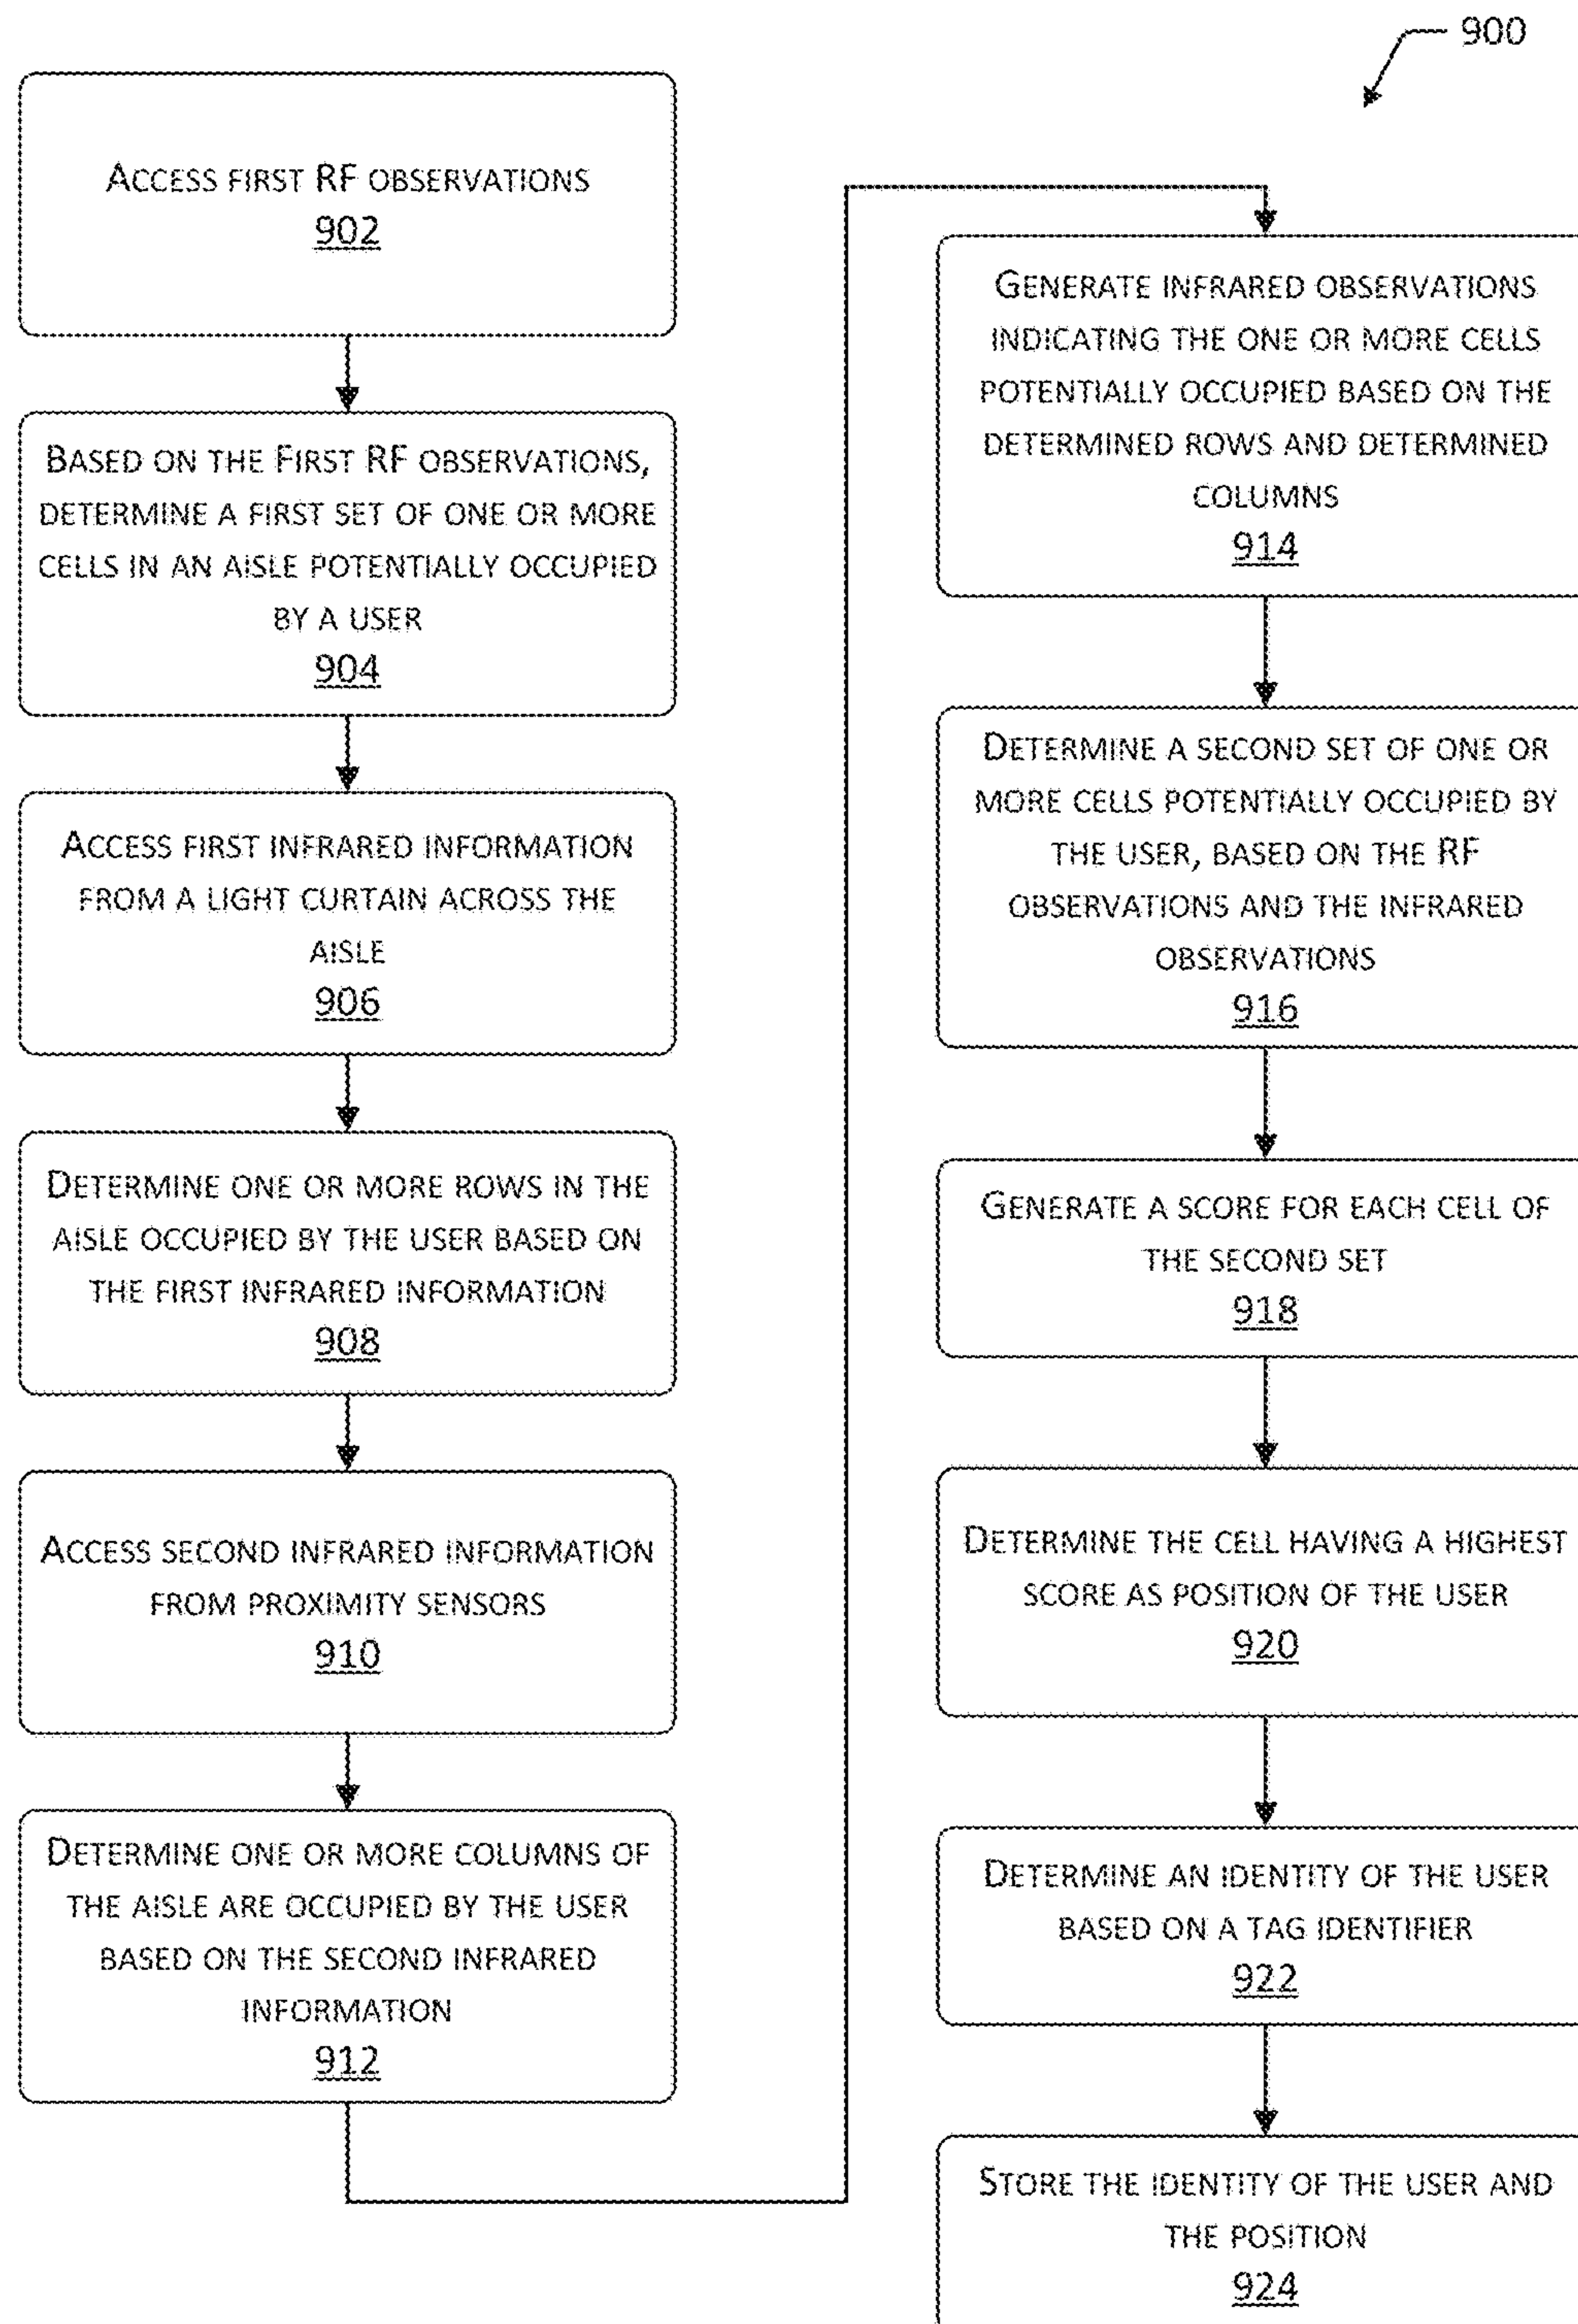 900
ACCESS FIRST RF OBSERVATIONS
902
BASED ON THE FIRST RF OBSERVATIONS,
DETERMINE A FIRST SET OF ONE OR MORE
CELLS IN AN AISLE POTENTIALLY OCCUPIED
BY A USER
904
ACCESS FIRST INFRARED INFORMATION
FROM A LIGHT CURTAIN ACROSS THE
AISLE
906
DETERMINE ONE OR MORE ROWS IN THE
AISLE OCCUPIED BY THE USER BASED ON
THE FIRST INFRARED INFORMATION
908
ACCESS SECOND INFRARED INFORMATION
FROM PROXIMITY SENSORS
910
DETERMINE ONE OR MORE COLUMNS OF
THE AISLE ARE OCCUPIED BY THE USER
BASED ON THE SECOND INFRARED
INFORMATION
912
GENERATE INFRARED OBSERVATIONS
INDICATING THE ONE OR MORE CELLS
POTENTIALLY OCCUPIED BASED ON THE
DETERMINED ROWS AND DETERMINED
COLUMNS
914
DETERMINE A SECOND SET OF ONE OR
MORE CELLS POTENTIALLY OCCUPIED BY
THE USER, BASED ON THE RF
OBSERVATIONS AND THE INFRARED
OBSERVATIONS
916
GENERATE A SCORE FOR EACH CELL OF
THE SECOND SET
918
DETERMINE THE CELL HAVING A HIGHEST
SCORE AS POSITION OF THE USER
920
DETERMINE AN IDENTITY OF THE USER
BASED ON A TAG IDENTIFIER
922
STORE THE IDENTITY OF THE USER AND
THE POSITION
924